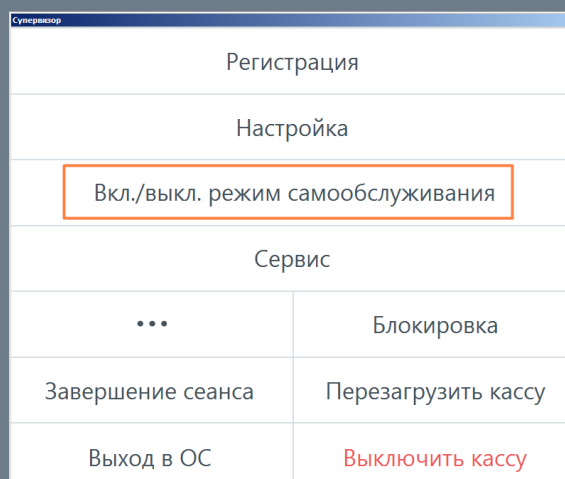 Супервизор
Регистрация
Настройка
Вкл./выкл. режим самообслуживания
Сервис
•••
Блокировка
Завершение сеанса
Перезагрузить кассу
Выход в ОС
Выключить кассу